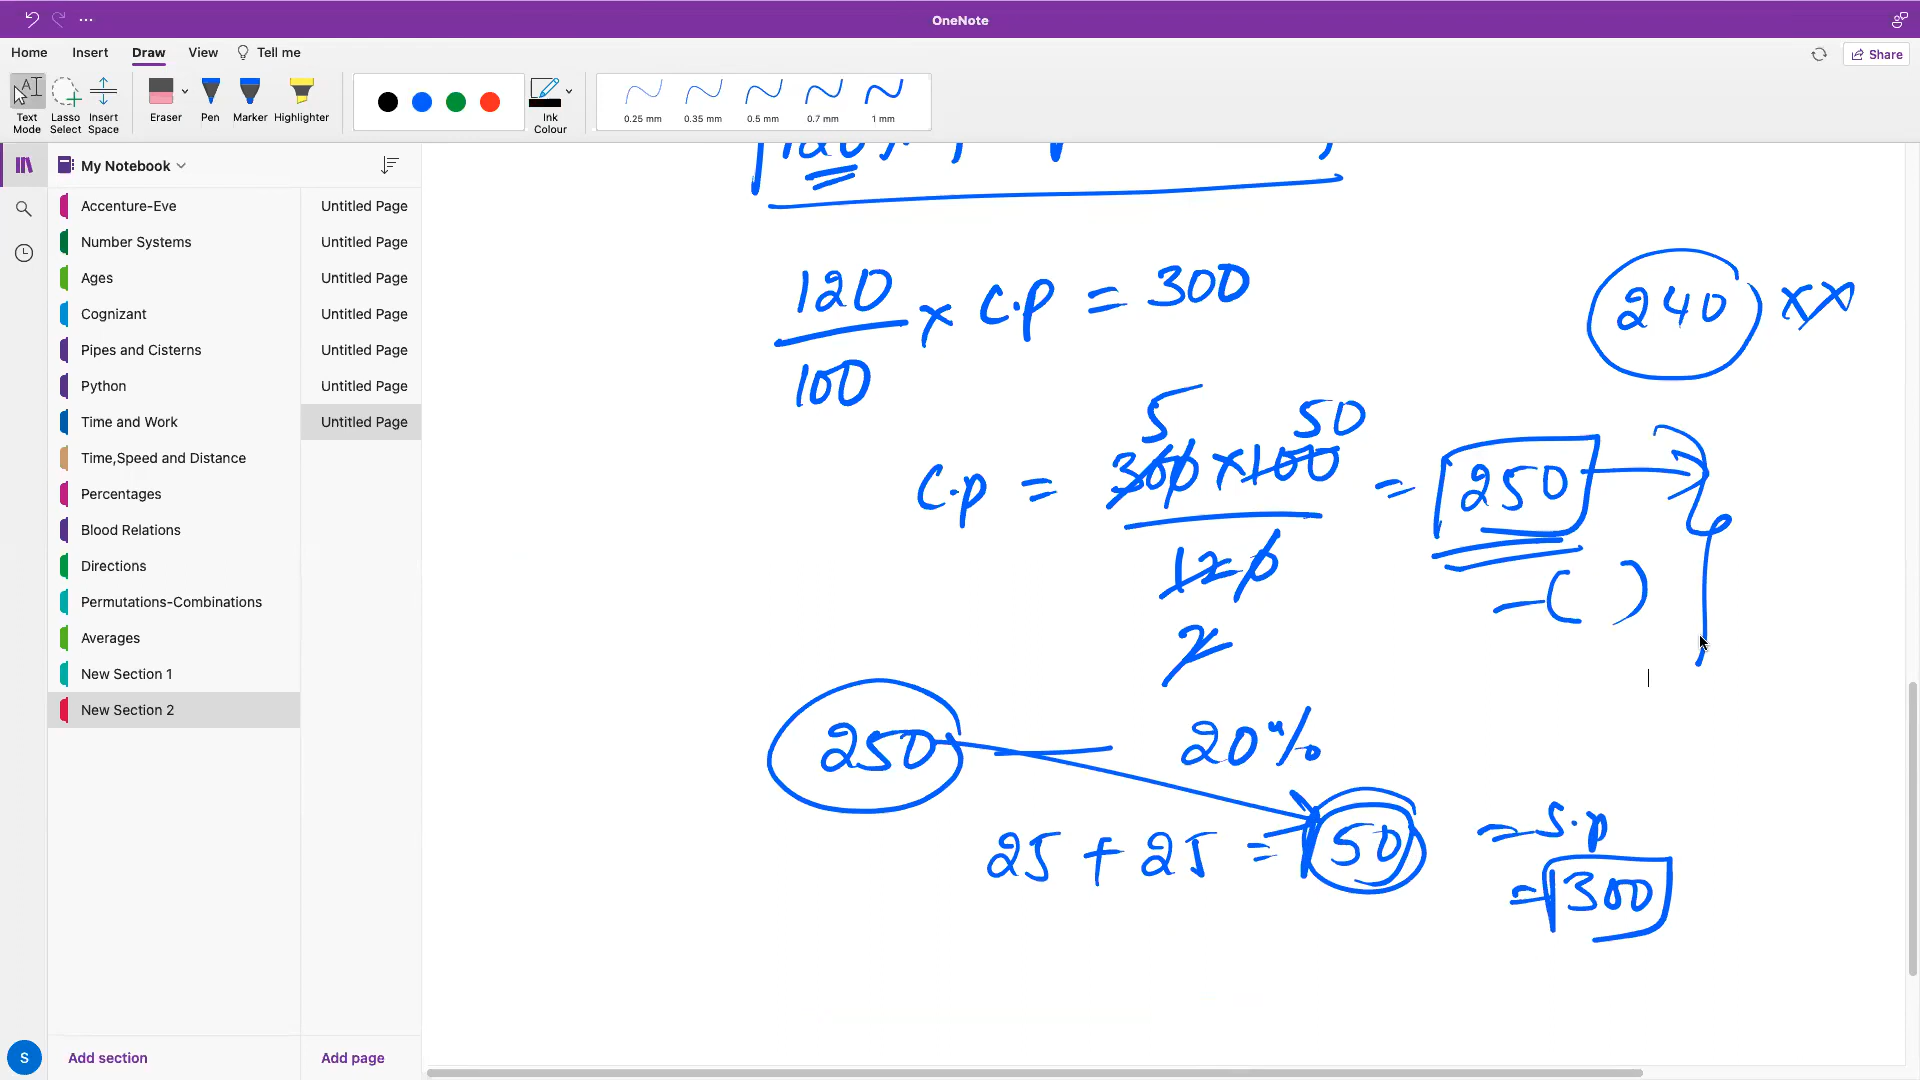 OneNote
Home Insert Draw View Tell me
Share
Text Mode
Lasso Select
Insert Space
Eraser
Pen
Marker
Highlighter
Ink Colour
0.25 mm
0.35 mm
0.5 mm
0.7 mm
1 mm
My Notebook
Accenture-Eve
Number Systems
Ages
Cognizant
Pipes and Cisterns
Python
Time and Work
Time,Speed and Distance
Percentages
Blood Relations
Directions
Permutations-Combinations
Averages
New Section 1
New Section 2
Untitled Page
Untitled Page
Untitled Page
Untitled Page
Untitled Page
Untitled Page
Untitled Page
S
Add section
Add page
120
120/100 x C.p = 300
240 xx
5 50
C.p = 300 x 100 / 120 = 250
2
-( )
250 20%
25 + 25 = 50
= S.p
= 300